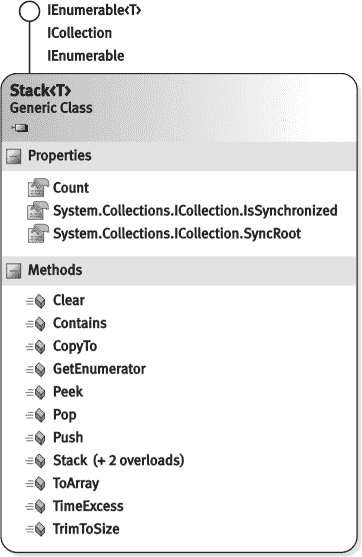 IEnumerable<T>
ICollection
IEnumerable
Stack<T>
Generic Class
Properties
Count
System.Collections.ICollection.IsSynchronized
System.Collections.ICollection.SyncRoot
Methods
Clear
Contains
CopyTo
GetEnumerator
Peek
Pop
Push
Stack (+ 2 overloads)
ToArray
TimeExcess
TrimToSize